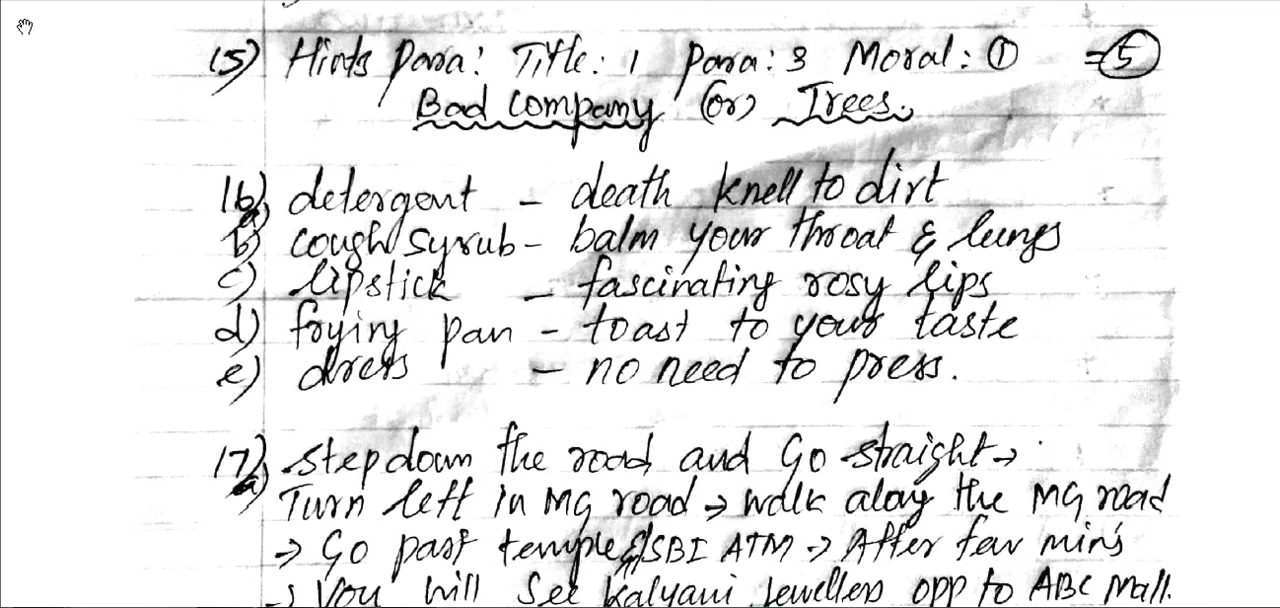 15) Hints Para: Title: 1 Para: 3 Moral: ① = ⑤
Bad company (or) Trees.
16) a) detergent - death knell to dirt
b) cough syrub - balm your throat & lungs
c) lipstick - fascinating rosy lips
d) frying pan - toast to your taste
e) dress - no need to press.
17) a) Step down the road and Go straight →
Turn left in MG road → walk along the MG road
→ Go past temple & SBI ATM → After few min's
→ You will see Kalyani Jewellers opp to ABC Mall.